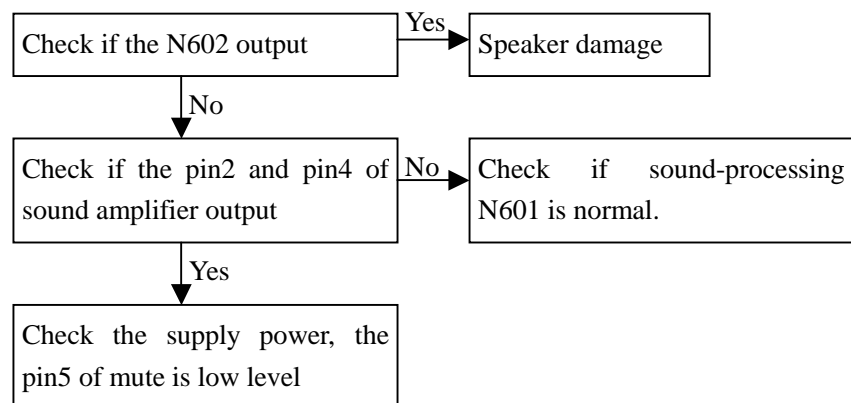 Check if the N602 output
Yes
Speaker damage
No
Check if the pin2 and pin4 of
sound amplifier output
No
Check if sound-processing
N601 is normal.
Yes
Check the supply power, the
pin5 of mute is low level